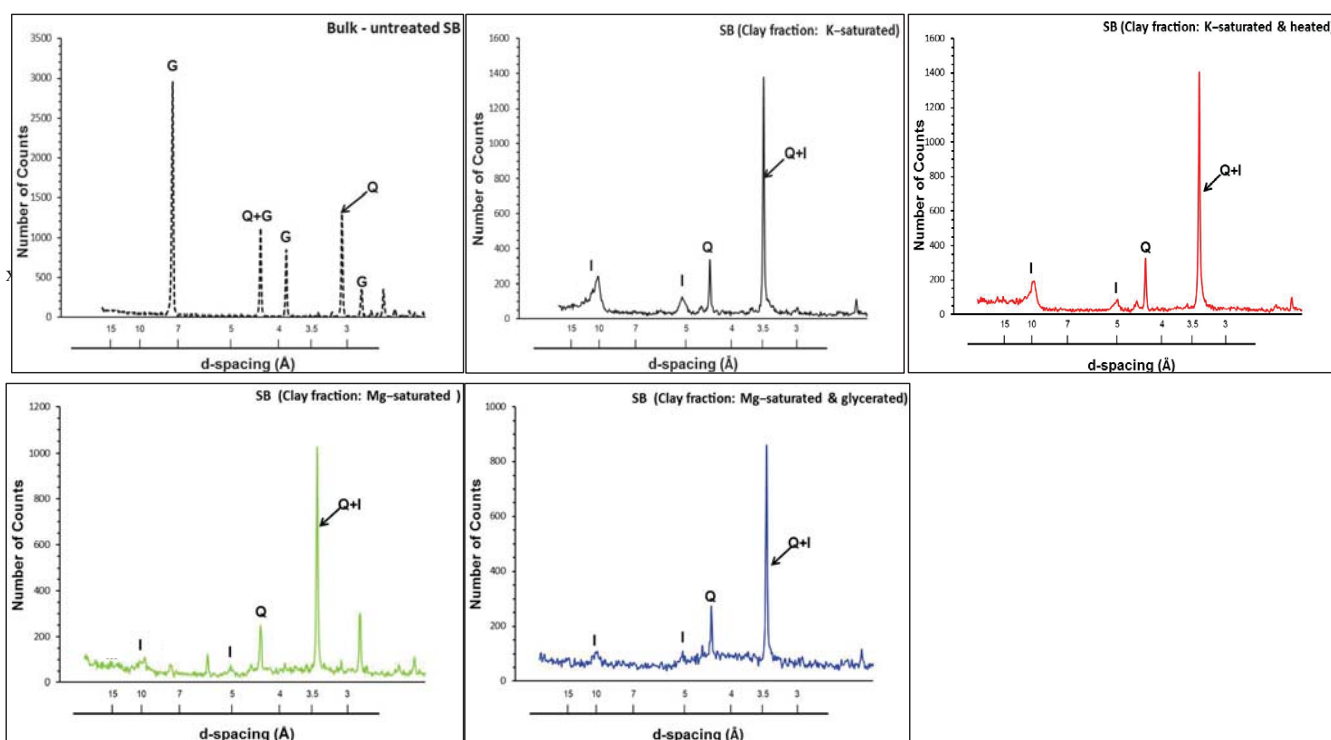 Bulk - untreated SB
Number of Counts
3500
3000
2500
2000
1500
1000
500
0
G
Q+G
G
Q
G
15 10 7 5 4 3.5 3
d-spacing (Å)
SB (Clay fraction: K-saturated)
Number of Counts
1600
1400
1200
1000
800
600
400
200
0
I
I
Q
Q+I
15 10 7 5 4 3.5 3
d-spacing (Å)
SB (Clay fraction: K-saturated & heated)
Number of Counts
1600
1400
1200
1000
800
600
400
200
0
I
I
Q
Q+I
15 10 7 5 4 3.5 3
d-spacing (Å)
SB (Clay fraction: Mg-saturated )
Number of Counts
1200
1000
800
600
400
200
0
I
I
Q
Q+I
15 10 7 5 4 3.5 3
d-spacing (Å)
SB (Clay fraction: Mg-saturated & glycerated)
Number of Counts
1000
800
600
400
200
0
I
I
Q
Q+I
15 10 7 5 4 3.5 3
d-spacing (Å)